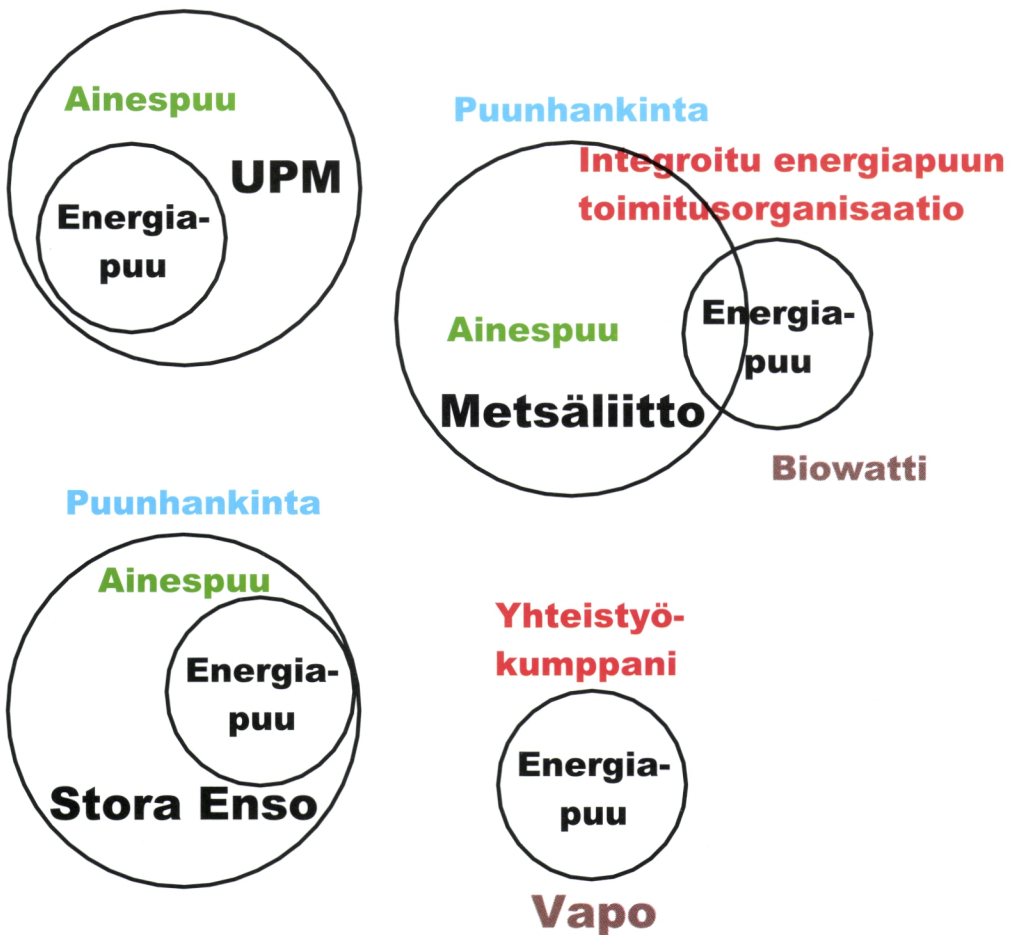 Ainespuu
UPM
Energia-
puu
Puunhankinta
Integroitu energiapuun
toimitusorganisaatio
Energia-
puu
Ainespuu
Metsäliitto
Biowatti
Puunhankinta
Ainespuu
Energia-
puu
Stora Enso
Yhteistyö-
kumppani
Energia-
puu
Vapo